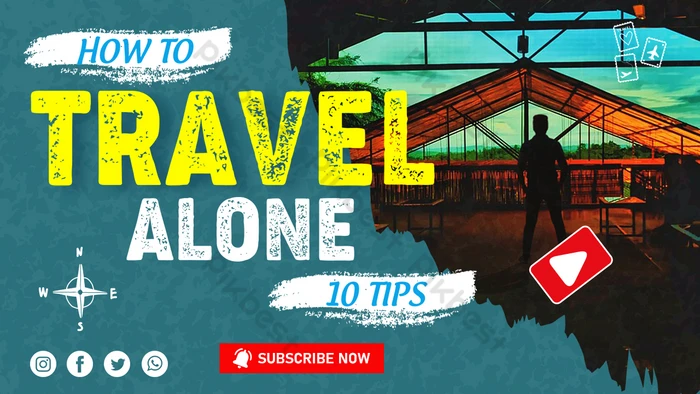 HOW TO
TRAVEL
ALONE
10 TIPS
N
W E
S
SUBSCRIBE NOW